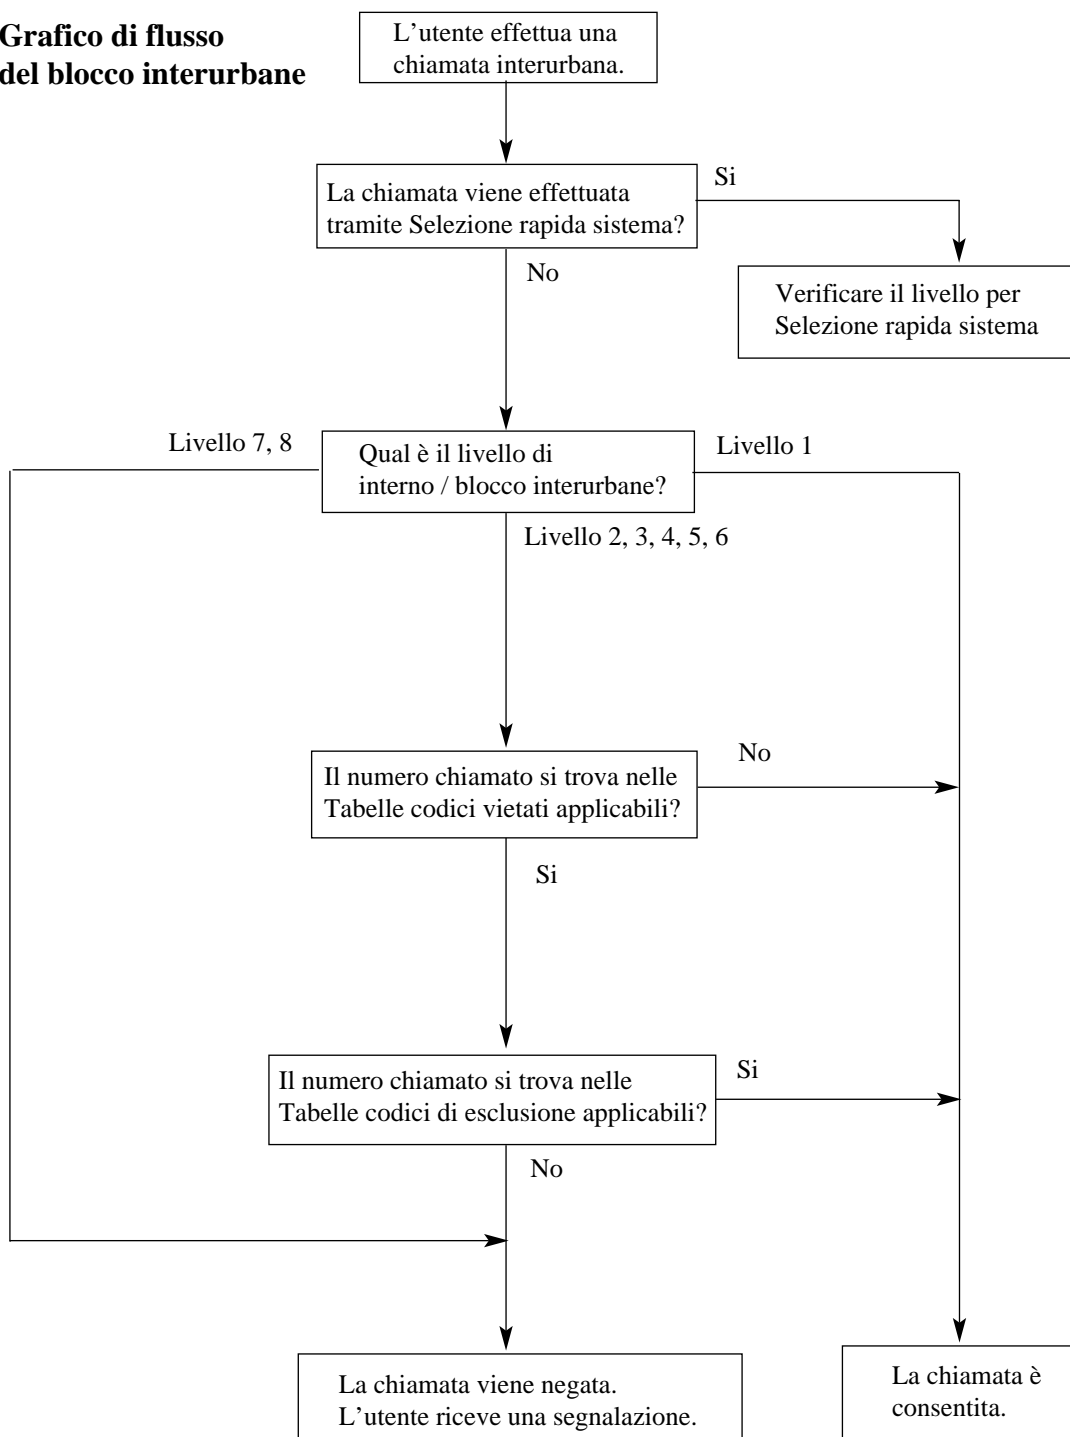 Grafico di flusso
del blocco interurbane
L’utente effettua una
chiamata interurbana.
La chiamata viene effettuata
tramite Selezione rapida sistema?
Si
No
Verificare il livello per
Selezione rapida sistema
Livello 7, 8
Qual è il livello di
interno / blocco interurbane?
Livello 1
Livello 2, 3, 4, 5, 6
Il numero chiamato si trova nelle
Tabelle codici vietati applicabili?
No
Si
Il numero chiamato si trova nelle
Tabelle codici di esclusione applicabili?
Si
No
La chiamata viene negata.
L’utente riceve una segnalazione.
La chiamata è
consentita.